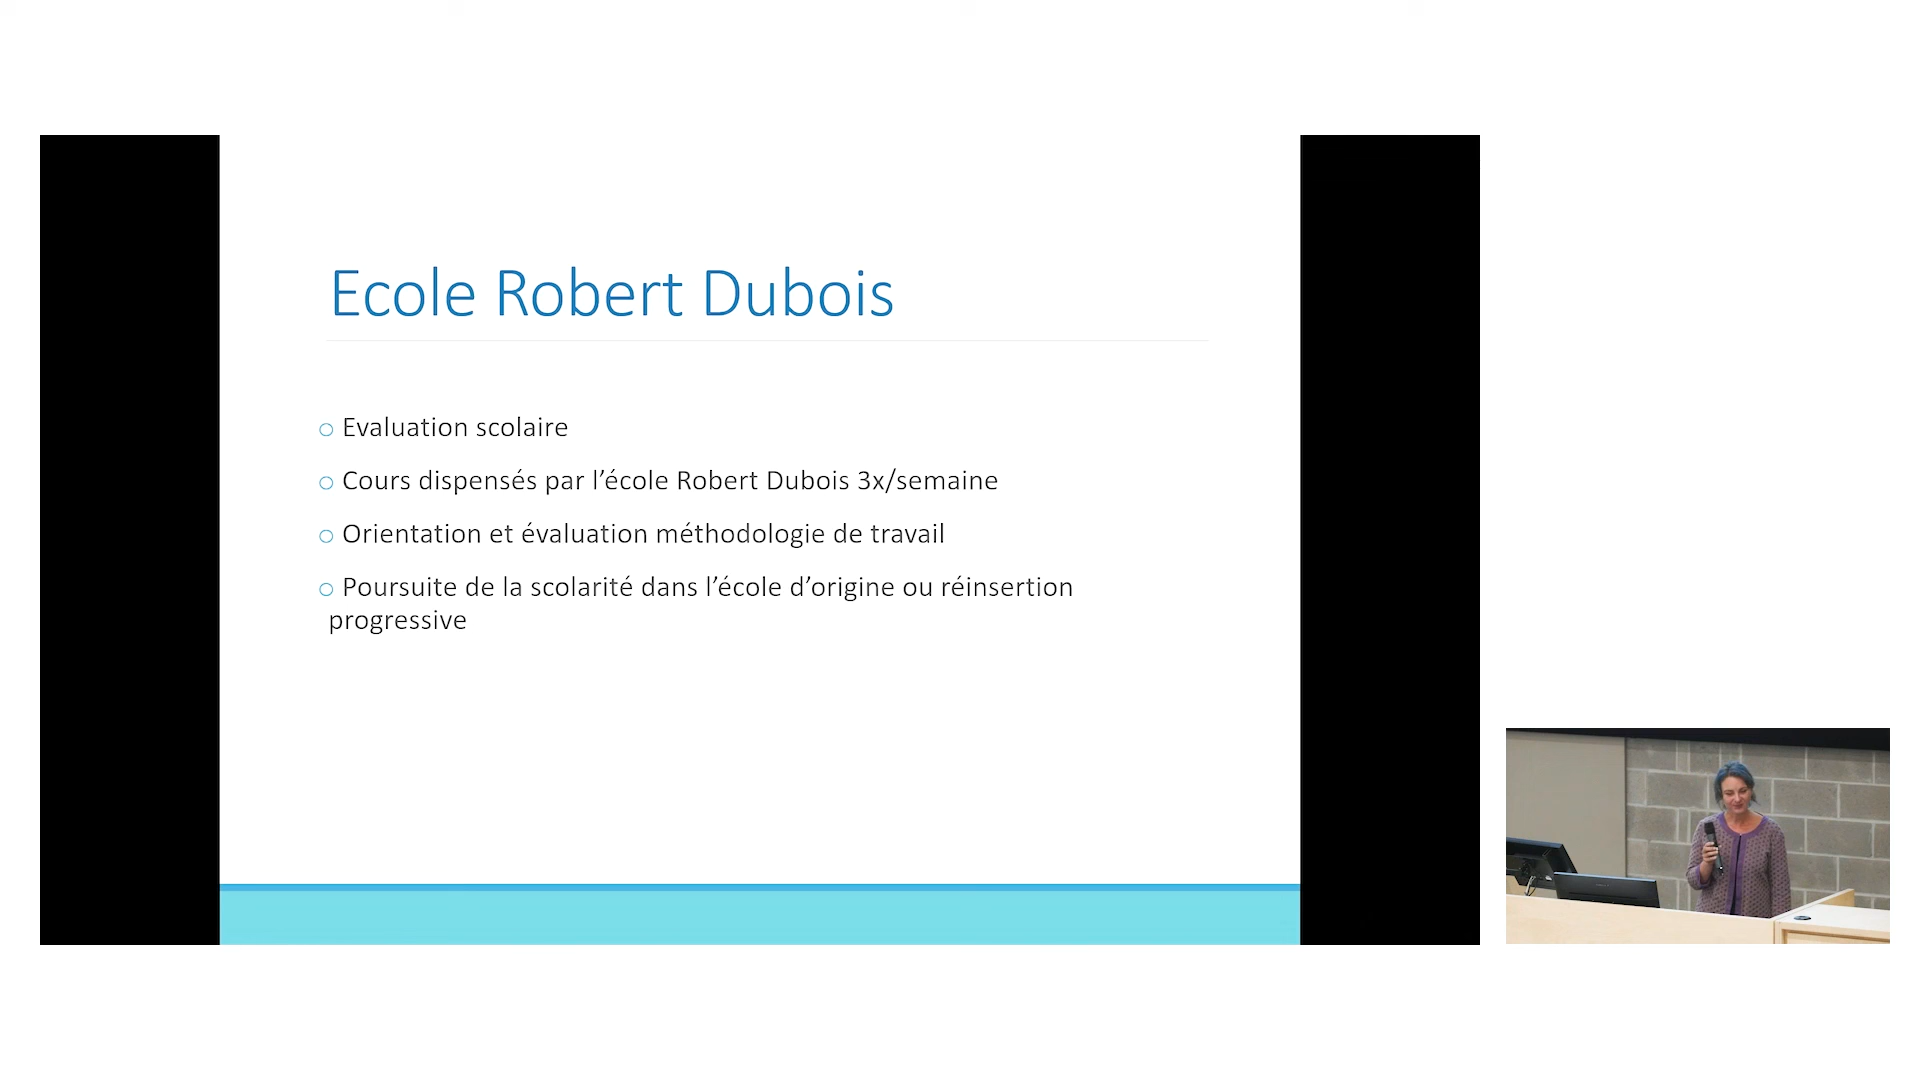 Ecole Robert Dubois
Evaluation scolaire
Cours dispensés par l’école Robert Dubois 3x/semaine
Orientation et évaluation méthodologie de travail
Poursuite de la scolarité dans l’école d’origine ou réinsertion
progressive